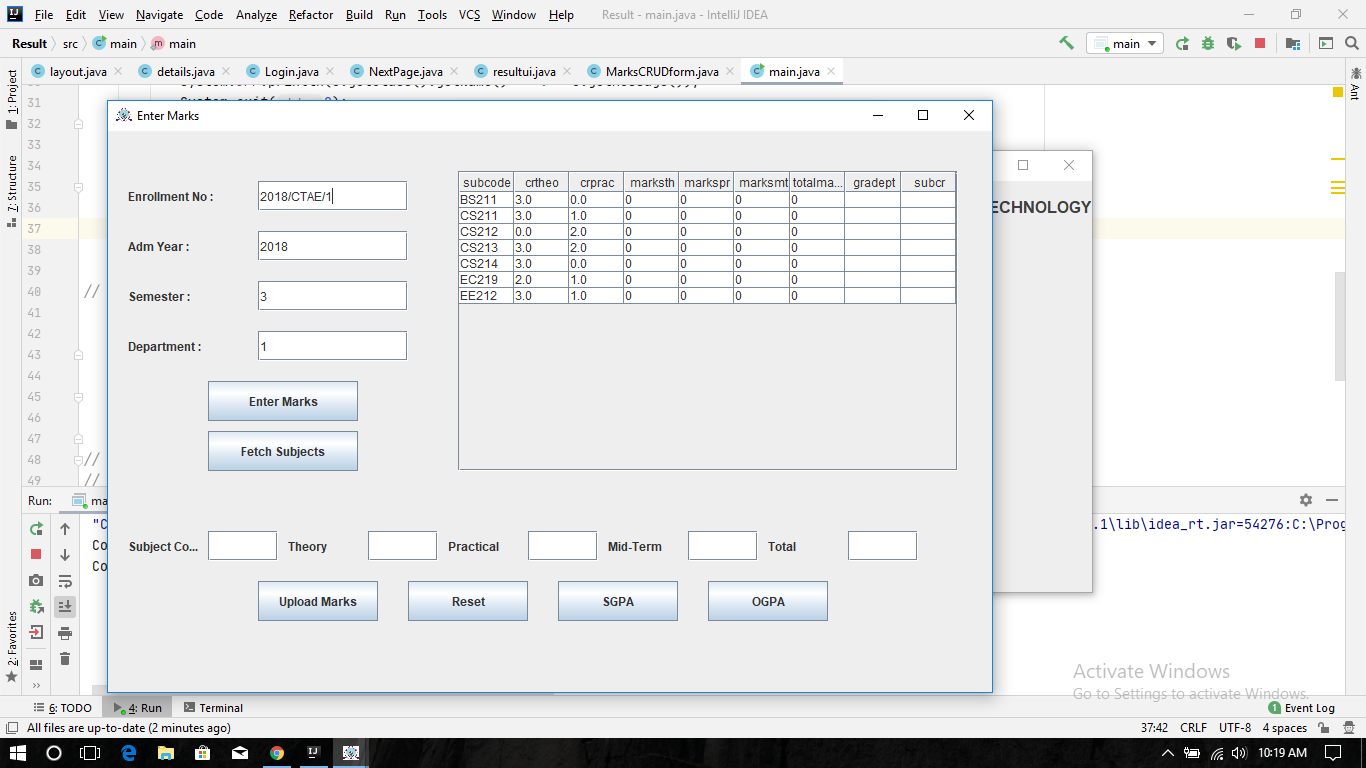 File Edit View Navigate Code Analyze Refactor Build Run Tools VCS Window Help Result - main.java - IntelliJ IDEA
Result src main main main
layout.java details.java Login.java NextPage.java resultui.java MarksCRUDform.java main.java
1: Project
7: Structure
2: Favorites
Ant
31
32
33
34
35
36
37
38
39
40 //
41
42
43
44
45
46
47
48 //
49 //
Enter Marks
ECHNOLOGY
Enrollment No : 2018/CTAE/1
Adm Year : 2018
Semester : 3
Department : 1
Enter Marks
Fetch Subjects
subcode crtheo crprac marksth markspr marksmt totalma... gradept subcr
BS211 3.0 0.0 0 0 0 0
CS211 3.0 1.0 0 0 0 0
CS212 0.0 2.0 0 0 0 0
CS213 3.0 2.0 0 0 0 0
CS214 3.0 0.0 0 0 0 0
EC219 2.0 1.0 0 0 0 0
EE212 3.0 1.0 0 0 0 0
Subject Co... Theory Practical Mid-Term Total
Upload Marks Reset SGPA OGPA
Run: ma
"C .1\lib\idea_rt.jar=54276:C:\Prog
Co
Co
Activate Windows
Go to Settings to activate Windows.
6: TODO 4: Run Terminal 1 Event Log
All files are up-to-date (2 minutes ago) 37:42 CRLF UTF-8 4 spaces
10:19 AM